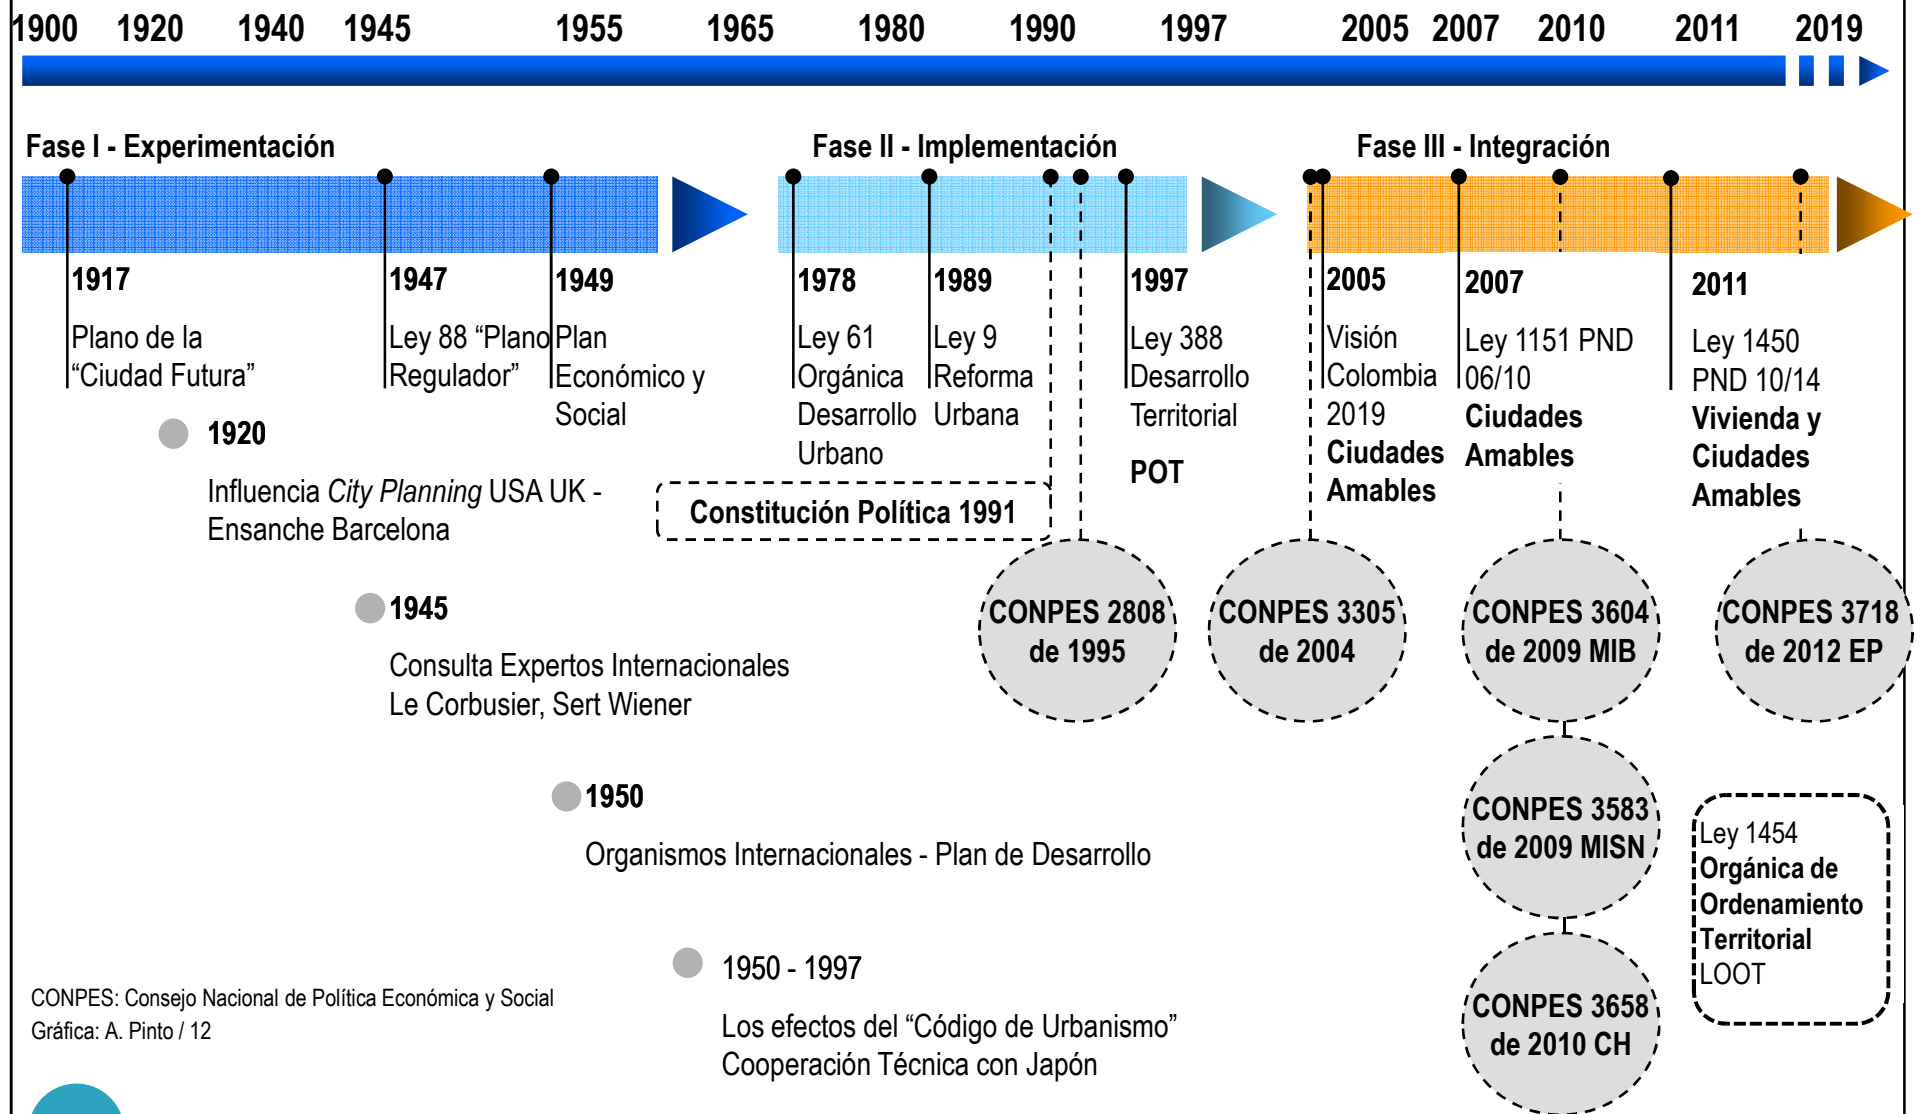 1900 1920 1940 1945 1955 1965 1980 1990 1997 2005 2007 2010 2011 2019
Fase I - Experimentación
Fase II - Implementación
Fase III - Integración
1917
Plano de la
“Ciudad Futura”
1947
Ley 88 “Plano
Regulador”
1949
Plan
Económico y
Social
1978
Ley 61
Orgánica
Desarrollo
Urbano
1989
Ley 9
Reforma
Urbana
1997
Ley 388
Desarrollo
Territorial
POT
2005
Visión
Colombia
2019
Ciudades
Amables
2007
Ley 1151 PND
06/10
Ciudades
Amables
2011
Ley 1450
PND 10/14
Vivienda y
Ciudades
Amables
1920
Influencia City Planning USA UK -
Ensanche Barcelona
Constitución Política 1991
1945
Consulta Expertos Internacionales
Le Corbusier, Sert Wiener
CONPES 2808
de 1995
CONPES 3305
de 2004
CONPES 3604
de 2009 MIB
CONPES 3718
de 2012 EP
1950
Organismos Internacionales - Plan de Desarrollo
CONPES 3583
de 2009 MISN
Ley 1454
Orgánica de
Ordenamiento
Territorial
LOOT
1950 - 1997
Los efectos del “Código de Urbanismo”
Cooperación Técnica con Japón
CONPES 3658
de 2010 CH
CONPES: Consejo Nacional de Política Económica y Social
Gráfica: A. Pinto / 12